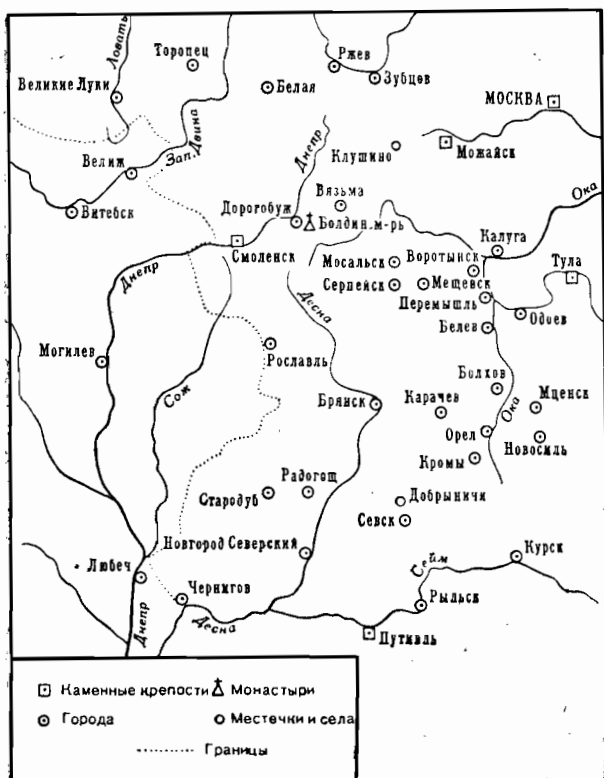 Ловать
Торопец
Ржев
Великие Луки
Белая
Зубцов
МОСКВА
Зап. Двина
Днепр
Клушино
Можайск
Велиж
Вязьма
Ока
Витебск
Дорогобуж
Болдин. м-рь
Калуга
Смоленск
Воротынск
Мосальск
Тула
Днепр
Серпейск
Мещевск
Десна
Перемышль
Одоев
Белев
Могилев
Рославль
Болхов
Сож
Брянск
Карачев
Мценск
Ока
Орел
Новосиль
Кромы
Радогощ
Стародуб
Добрыничи
Севск
Новгород Северский
Сейм
Курск
Любеч
Чернигов
Рыльск
Днепр
Десна
Путивль
Каменные крепости
Монастыри
Города
Местечки и села
Границы